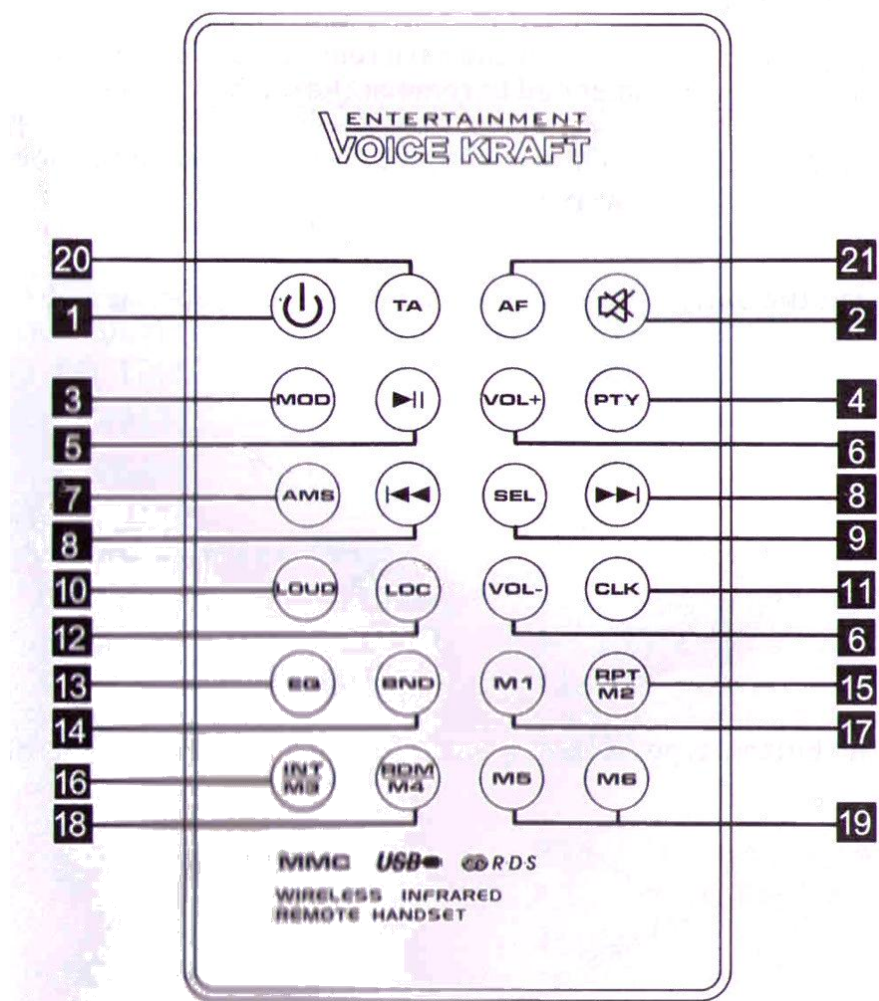 ENTERTAINMENT
VOICE KRAFT
20 21
1 TA AF 2
3 MOD VOL+ PTY 4
5 6
7 AMS SEL 8
8 9
10 LOUD LOC VOL- CLK 11
12 6
13 EQ BND M1 RPT 15
M2
14 17
16 INT RDM M5 M6
M3 M4
18 19
MMC USB RDS
WIRELESS INFRARED
REMOTE HANDSET